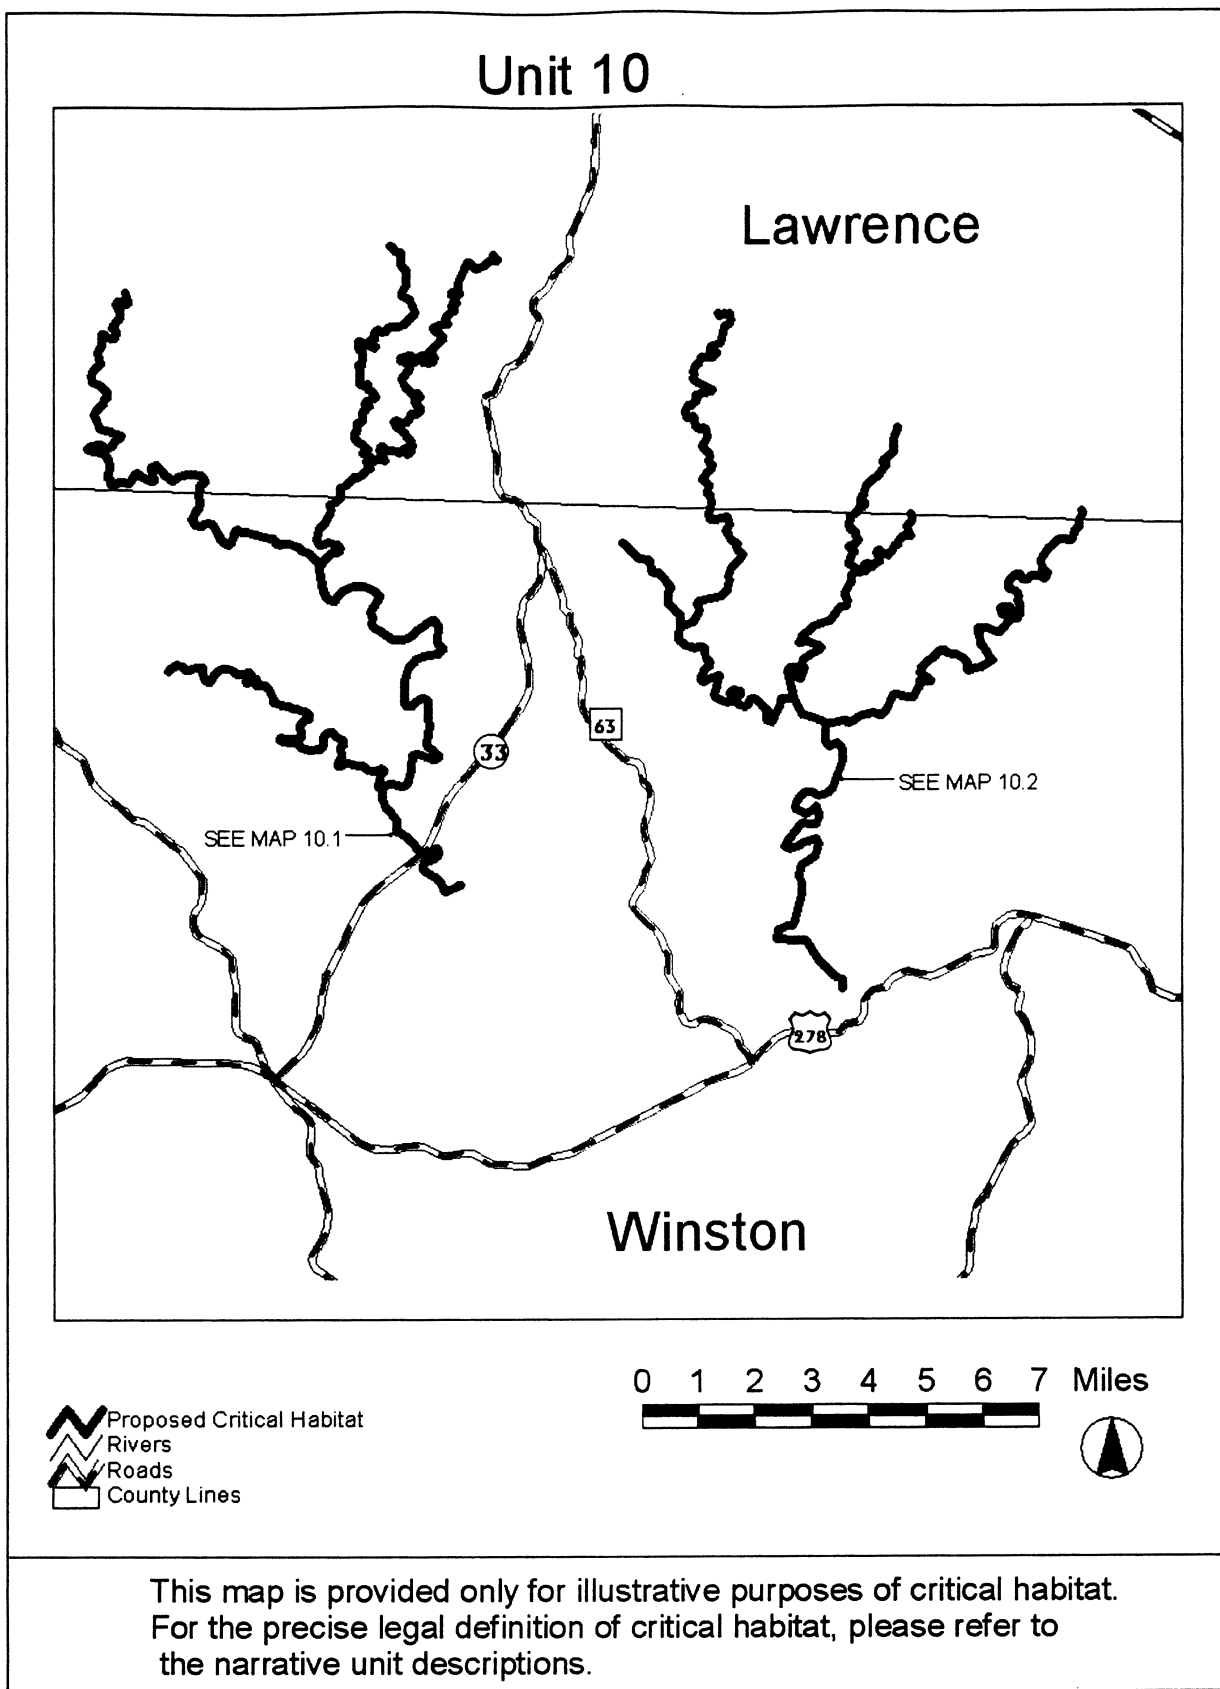 Unit 10
Lawrence
63
33
SEE MAP 10.2
SEE MAP 10.1
278
Winston
0 1 2 3 4 5 6 7 Miles
Proposed Critical Habitat
Rivers
Roads
County Lines
This map is provided only for illustrative purposes of critical habitat.
For the precise legal definition of critical habitat, please refer to
the narrative unit descriptions.